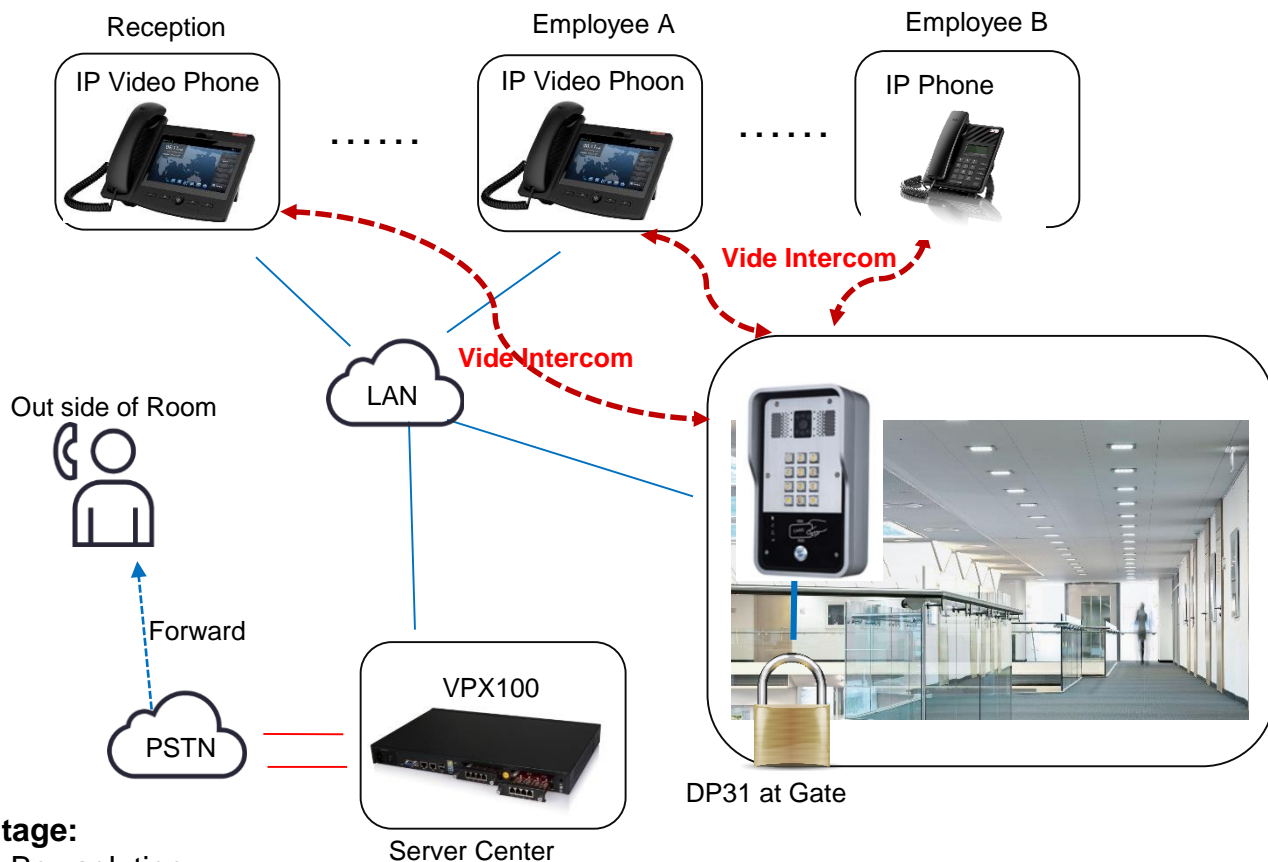 Reception
Employee A
Employee B
IP Video Phone
IP Video Phoon
IP Phone
......
......
Vide Intercom
Vide Intercom
LAN
Out side of Room
Forward
VPX100
PSTN
DP31 at Gate
tage:
Server Center